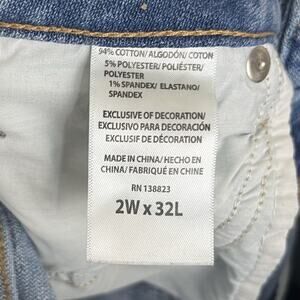 94% COTTON/ ALGODÓN/ COTON
5% POLYESTER/ POLIÉSTER/
POLYESTER
1% SPANDEX/ ELASTANO/
SPANDEX
EXCLUSIVE OF DECORATION/
EXCLUSIVO PARA DECORACIÓN
EXCLUSIF DE DÉCORATION
MADE IN CHINA/ HECHO EN
CHINA/ FABRIQUÉ EN CHINE
RN 138823
2W x 32L